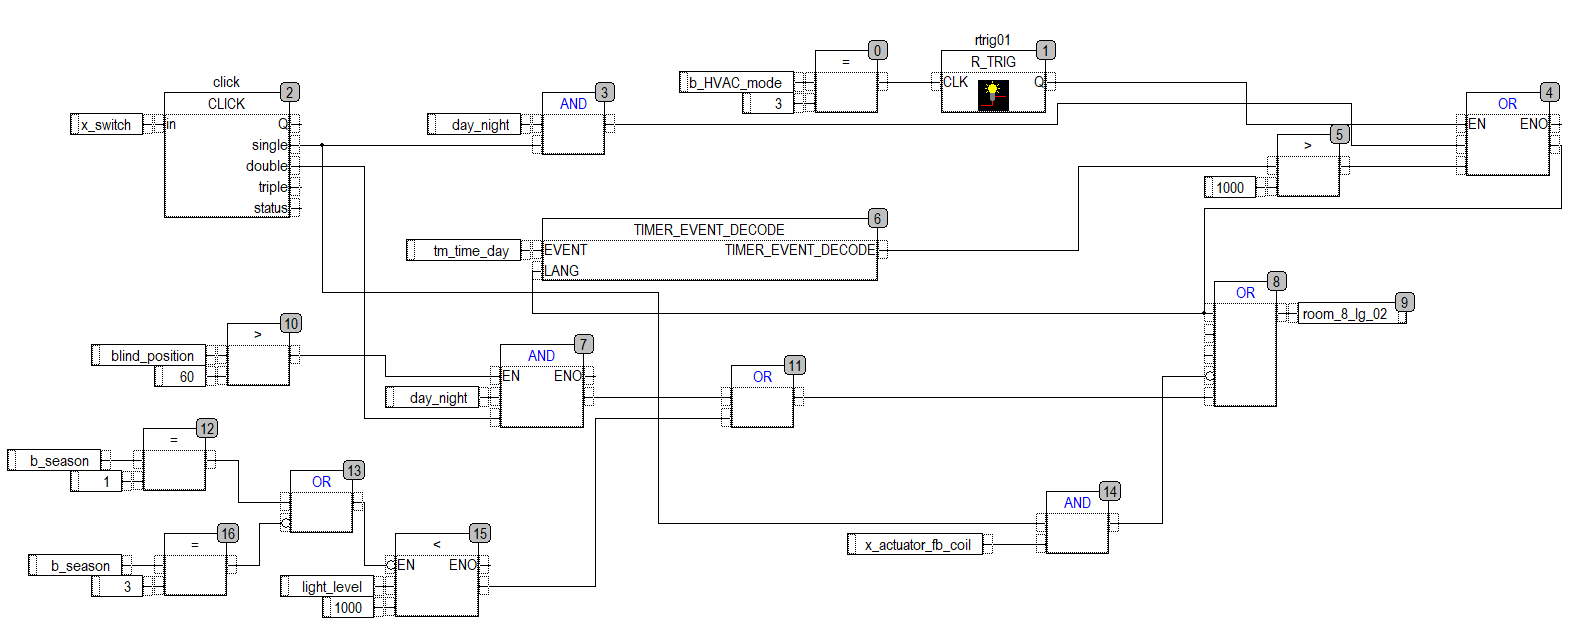 rtrig01
0
1
=
R_TRIG
click
b_HVAC_mode
CLK
Q
2
3
4
CLICK
3
AND
OR
x_switch
in
Q
day_night
EN
ENO
5
single
>
double
triple
1000
status
6
TIMER_EVENT_DECODE
tm_time_day
EVENT
TIMER_EVENT_DECODE
LANG
8
OR
9
room_8_lg_02
10
>
7
blind_position
AND
11
60
EN
ENO
OR
day_night
12
=
b_season
13
1
OR
14
AND
16
15
=
<
x_actuator_fb_coil
b_season
EN
ENO
3
light_level
1000